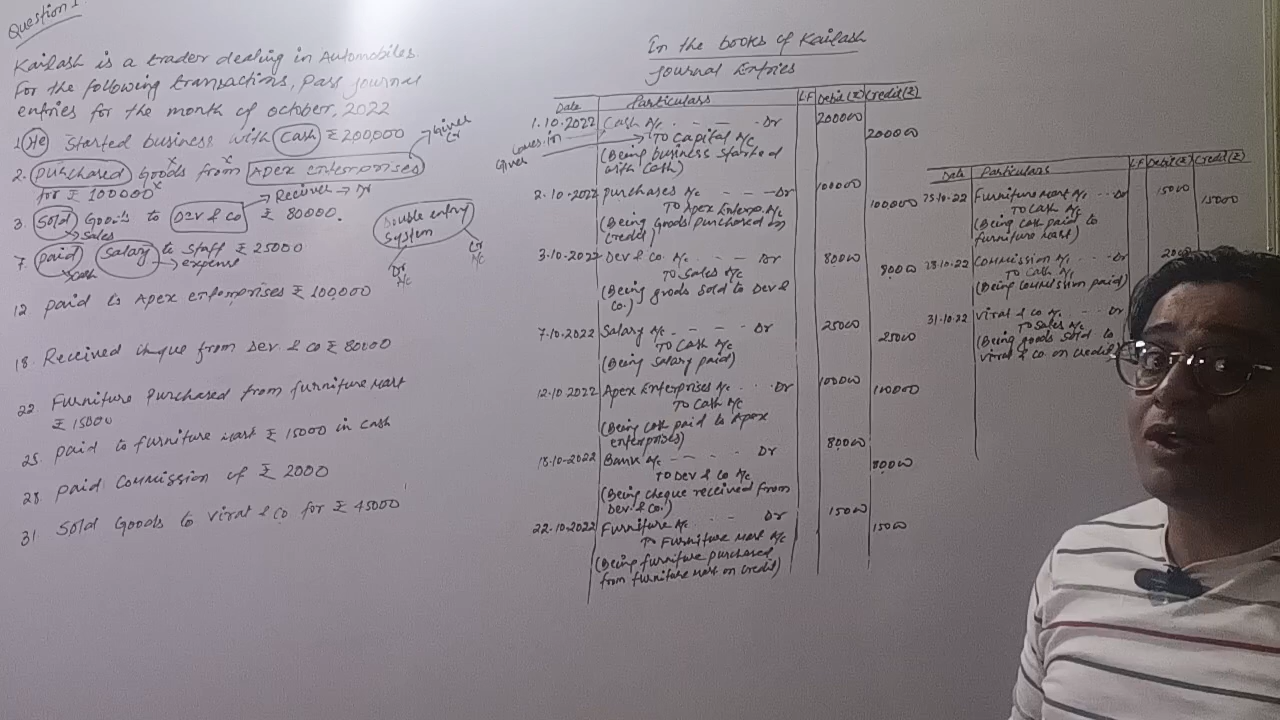 Question 1
Kailash is a trader dealing in Automobiles.
For the following transactions, pass journal
entries for the month of october, 2022
1. He started business with cash ₹ 200,000
Giver
Cr
2. purchased Goods from Apex enterprises
for ₹ 100000
Receiver → Dr
3. Sold Goods to Dev & co ₹ 80000.
Sales
Double entry
system
Dr
A/c
Cr
A/c
7. paid salary to staff ₹ 25000
Cash
expense
12 paid to Apex enterprises ₹ 100,000
18. Received cheque from Dev. & co ₹ 80000
22. Furniture purchased from furniture mart
₹ 15000
25. paid to furniture mart ₹ 15000 in cash
28 paid Commission of ₹ 2000
31. Sold Goods to Virat & Co. for ₹ 45000
In the books of Kailash
Journal Entries
Date Particulars L.F Debit(₹) Credit(₹)
1.10.2022 Cash A/c - - - Dr 200000
Comes in
Giver
To Capital A/c 200000
(Being business started
with cash)
2.10.2022 purchases A/c - - - Dr 100000
To Apex Enterp. A/c 100000
(Being Goods purchased on
credit)
3.10.2022 Dev & co. A/c - - Dr 80000
To Sales A/c 80000
(Being goods sold to Dev &
Co.)
7.10.2022 Salary A/c - - - Dr 25000
To Cash A/c 25000
(Being salary paid)
12.10.2022 Apex Enterprises A/c - - Dr 100000
To Cash A/c 100000
(Being cash paid to Apex
enterprises)
18.10.2022 Bank A/c - - - Dr 80000
To Dev & Co A/c 80000
(Being cheque received from
Dev. & Co.)
22.10.2022 Furniture A/c - - Dr 15000
To Furniture mart A/c 15000
(Being furniture purchased
from furniture mart on credit)
Date Particulars L.F Debit(₹) Credit(₹)
25.10.22 Furniture mart A/c - - Dr 15000
To Cash A/c 15000
(Being cash paid to
furniture mart)
28.10.22 Commission A/c - - Dr 2000
To Cash A/c
(Being commission paid)
31.10.22 Virat & co A/c - - Dr
To Sales A/c
(Being goods sold to
Virat & Co. on credit)